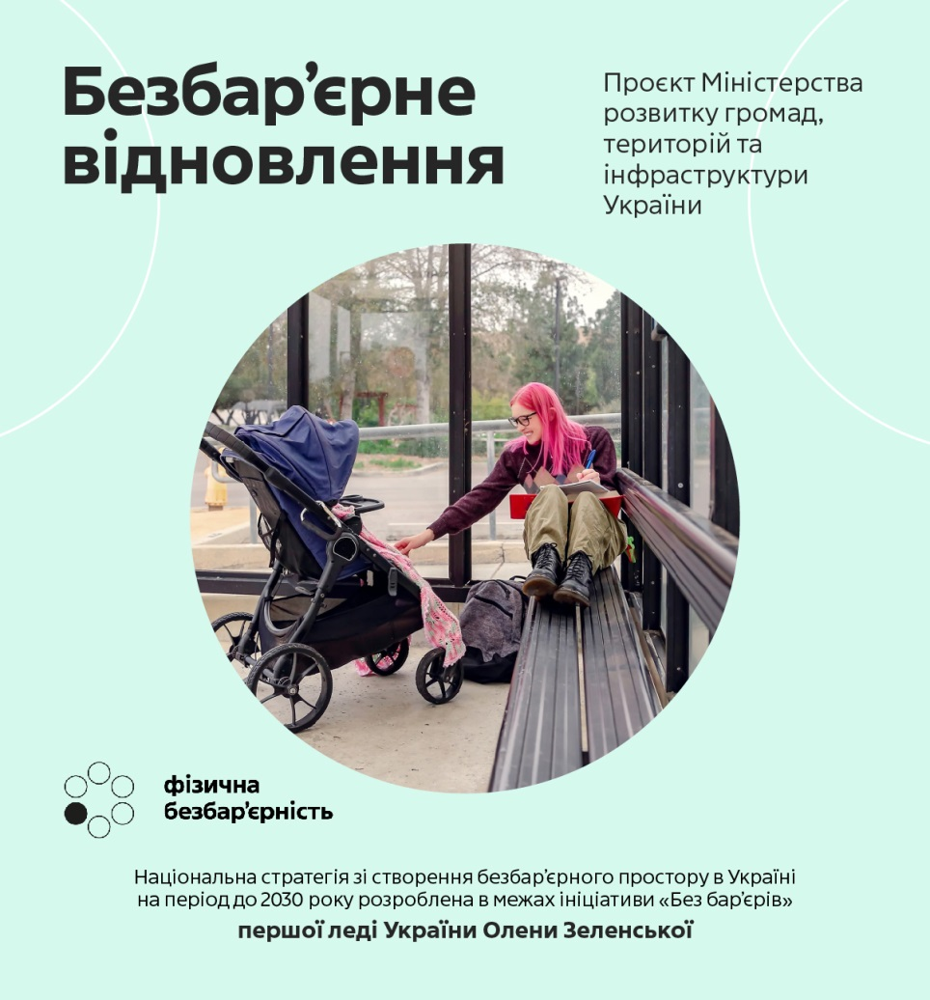 Безбар’єрне
відновлення
Проєкт Міністерства
розвитку громад,
територій та
інфраструктури
України
фізична
безбар’єрність
Національна стратегія зі створення безбар’єрного простору в Україні
на період до 2030 року розроблена в межах ініціативи «Без бар’єрів»
першої леді України Олени Зеленської